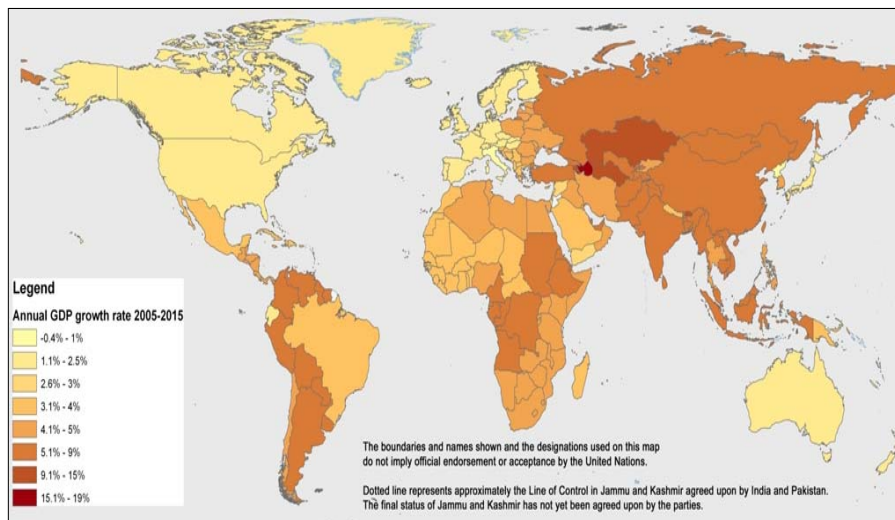 Legend
Annual GDP growth rate 2005-2015
-0.4% - 1%
1.1% - 2.5%
2.6% - 3%
3.1% - 4%
4.1% - 5%
5.1% - 9%
9.1% - 15%
15.1% - 19%
The boundaries and names shown and the designations used on this map
do not imply official endorsement or acceptance by the United Nations.
Dotted line represents approximately the Line of Control in Jammu and Kashmir agreed upon by India and Pakistan.
The final status of Jammu and Kashmir has not yet been agreed upon by the parties.